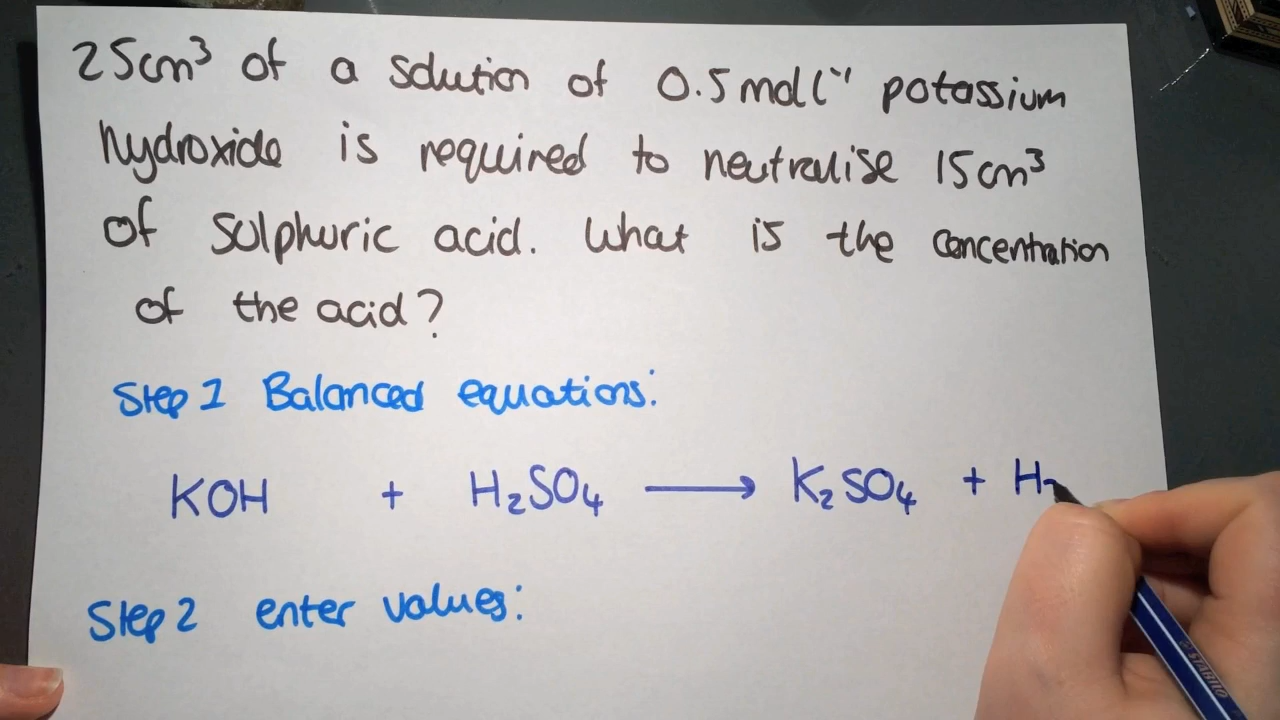 25cm³ of a solution of 0.5 mol l⁻¹ potassium
hydroxide is required to neutralise 15cm³
of sulphuric acid. What is the concentration
of the acid?
Step 1 Balanced equations:
KOH + H₂SO₄ ⟶ K₂SO₄ + H₂
Step 2 enter values: